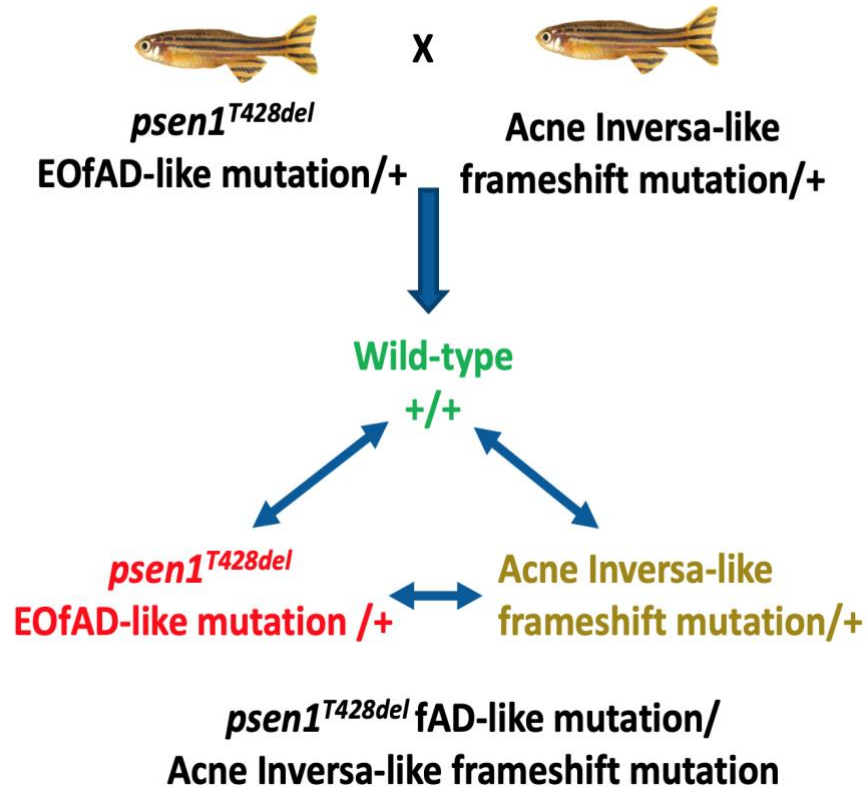 X
psen1T428del
EOfAD-like mutation/+
Acne Inversa-like
frameshift mutation/+
Wild-type
+/+
psen1T428del
EOfAD-like mutation /+
Acne Inversa-like
frameshift mutation/+
psen1T428del fAD-like mutation/
Acne Inversa-like frameshift mutation